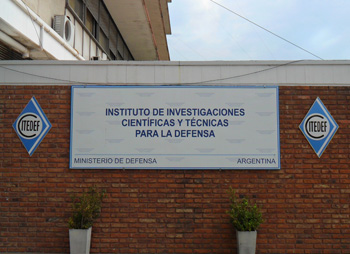 INSTITUTO DE INVESTIGACIONES
CIENTÍFICAS Y TÉCNICAS
PARA LA DEFENSA
MINISTERIO DE DEFENSA
ARGENTINA
CITEDEF
CITEDEF